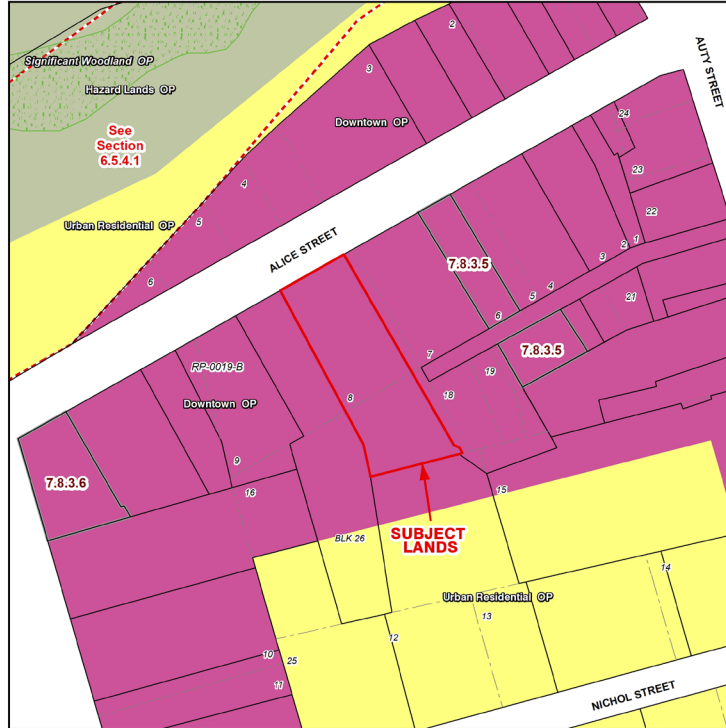 2
AUTY STREET
Significant Woodland OP
3
Hazard Lands OP
24
Downtown OP
See
Section
6.5.4.1
23
4
22
5
Urban Residential OP
ALICE STREET
1
2
3
7.8.3.5
4
6
5
21
6
7.8.3.5
7
RP-0019-B
19
18
8
Downtown OP
9
7.8.3.6
16
15
SUBJECT
LANDS
BLK 26
14
Urban Residential OP
13
12
10
25
11
NICHOL STREET